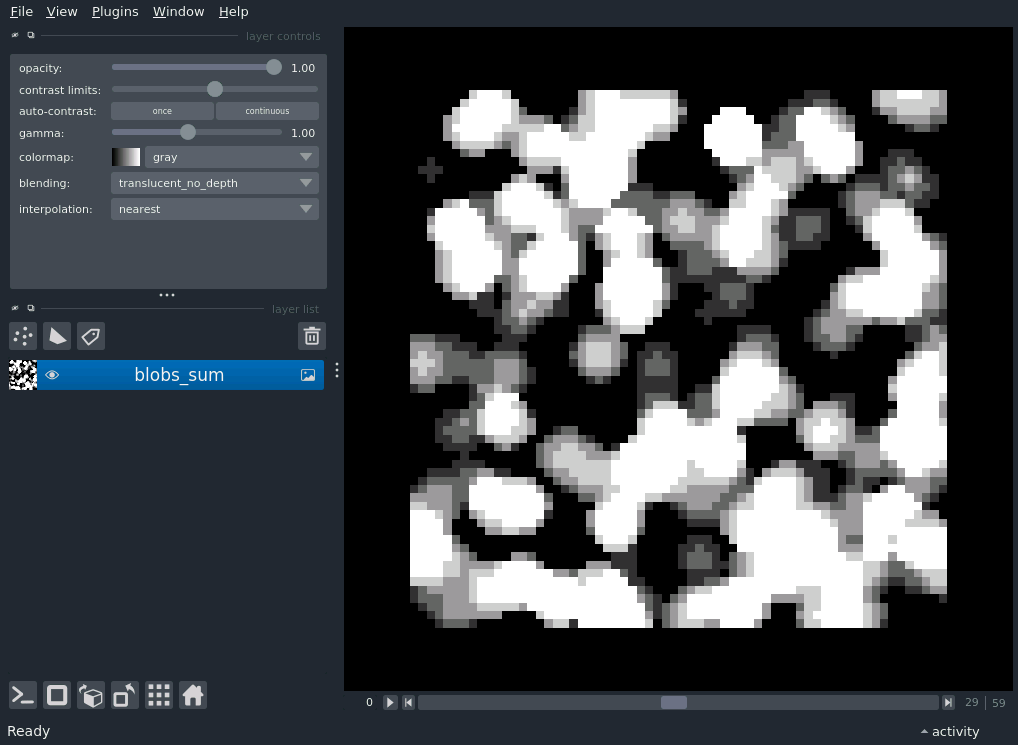 File View Plugins Window Help
layer controls
opacity: 1.00
contrast limits:
auto-contrast: once continuous
gamma: 1.00
colormap: gray
blending: translucent_no_depth
interpolation: nearest
layer list
blobs_sum
0 29 59
Ready activity